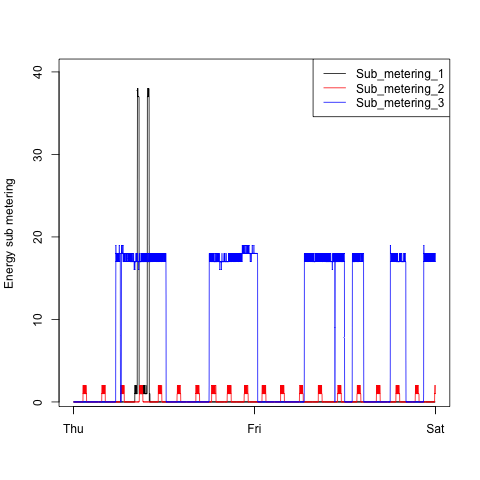 Sub_metering_1
Sub_metering_2
Sub_metering_3
Energy sub metering
40
30
20
10
0
Thu Fri Sat